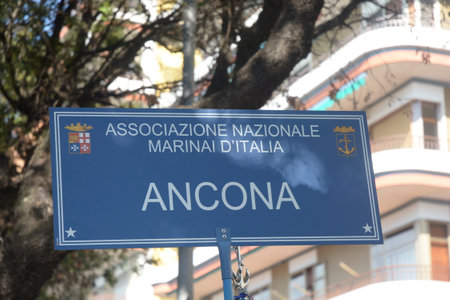 ASSOCIAZIONE NAZIONALE
MARINAI D'ITALIA
ANCONA